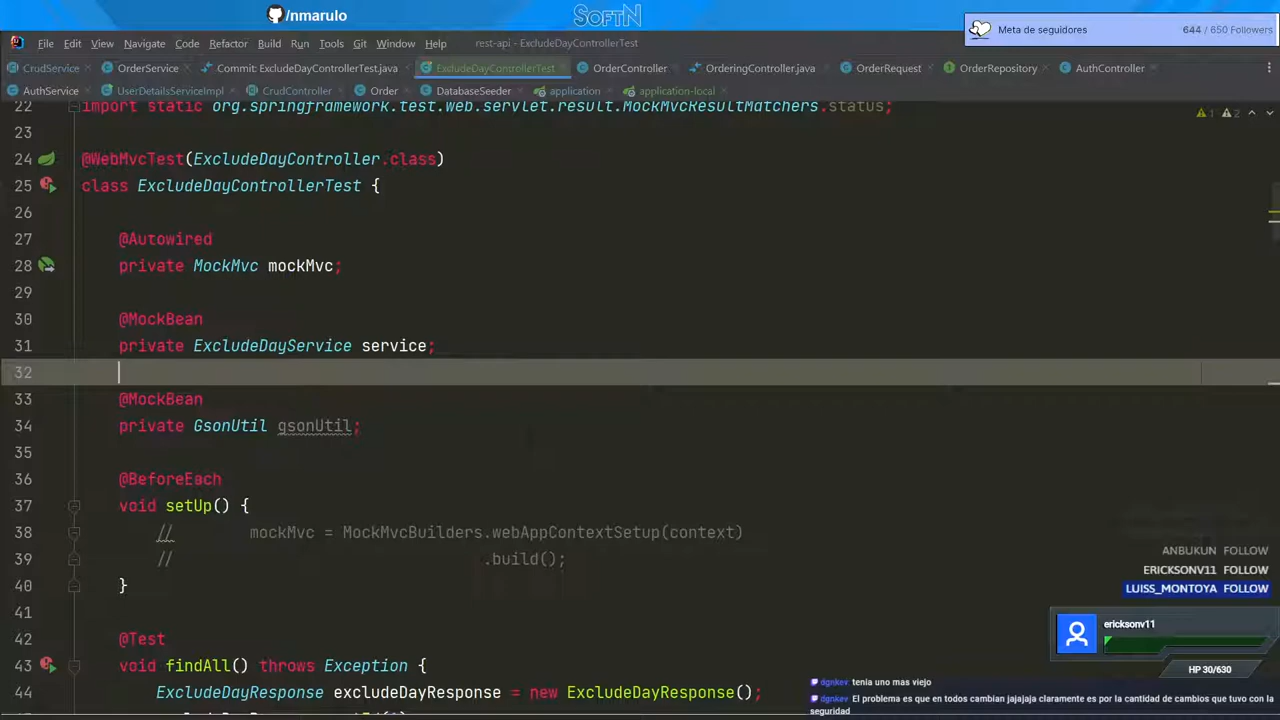 /nmarulo
SOFTN
Meta de seguidores
644 / 650 Followers
File Edit View Navigate Code Refactor Build Run Tools Git Window Help rest-api - ExcludeDayControllerTest
CrudService OrderService Commit: ExcludeDayControllerTest.java ExcludeDayControllerTest OrderController OrderingController.java OrderRequest OrderRepository AuthController
AuthService UserDetailsServiceImpl CrudController Order DatabaseSeeder application application-local
22 import static org.springframework.test.web.servlet.result.MockMvcResultMatchers.status;
1 2
23
24 @WebMvcTest(ExcludeDayController.class)
25 class ExcludeDayControllerTest {
26
27 @Autowired
28 private MockMvc mockMvc;
29
30 @MockBean
31 private ExcludeDayService service;
32
33 @MockBean
34 private GsonUtil gsonUtil;
35
36 @BeforeEach
37 void setUp() {
38 // mockMvc = MockMvcBuilders.webAppContextSetup(context)
39 // .build();
40 }
41
42 @Test
43 void findAll() throws Exception {
44 ExcludeDayResponse excludeDayResponse = new ExcludeDayResponse();
ANBUKUN FOLLOW
ERICKSONV11 FOLLOW
LUISS_MONTOYA FOLLOW
ericksonv11
HP 30/630
dgnkev: tenia uno mas viejo
dgnkev: El problema es que en todos cambian jajajaja claramente es por la cantidad de cambios que tuvo con la
seguridad